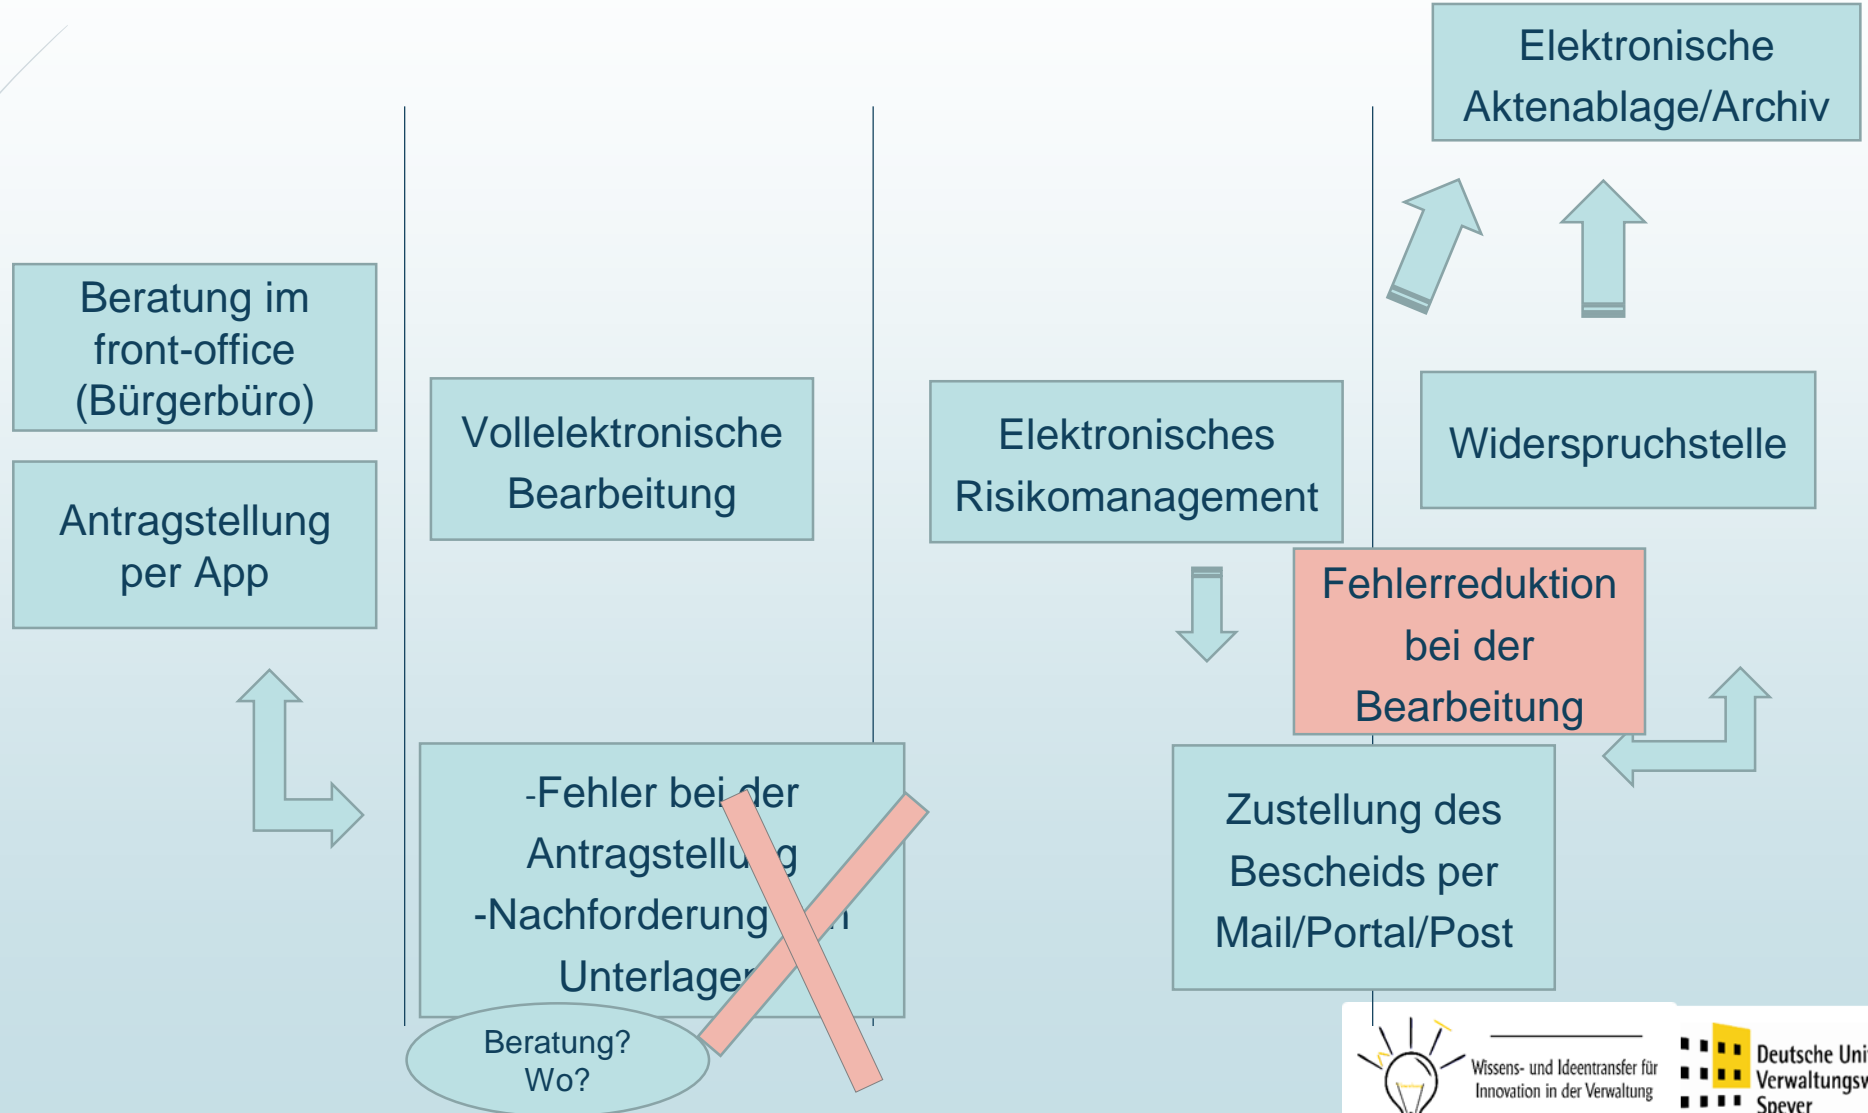 Elektronische
Aktenablage/Archiv
Beratung im
front-office
(Bürgerbüro)
Antragstellung
per App
Vollelektronische
Bearbeitung
Elektronisches
Risikomanagement
Widerspruchstelle
Fehlerreduktion
bei der
Bearbeitung
-Fehler bei der
Antragstellung
-Nachforderung
Unterlagen
Beratung?
Wo?
Zustellung des
Bescheids per
Mail/Portal/Post
Wissens- und Ideentransfer für
Innovation in der Verwaltung
Deutsche Uni
Verwaltungsw
Speyer